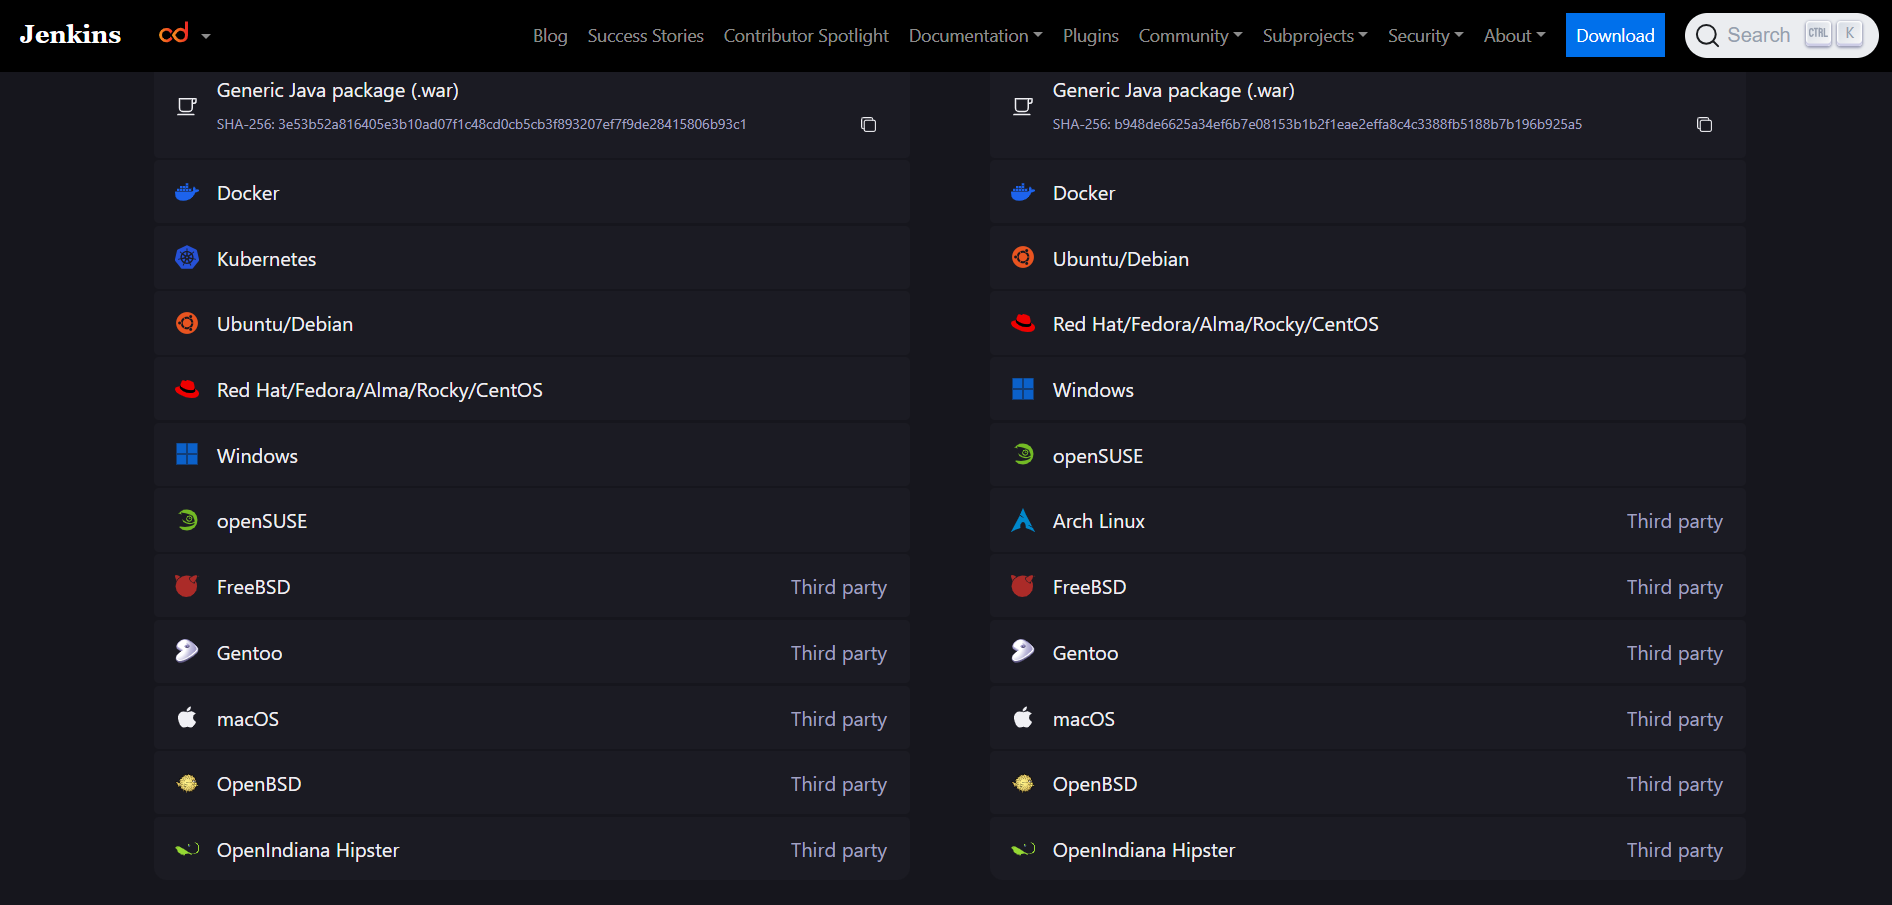 Jenkins
Blog Success Stories Contributor Spotlight Documentation Plugins Community Subprojects Security About Download Search CTRL K
Generic Java package (.war)
SHA-256: 3e53b52a816405e3b10ad07f1c48cd0cb5cb3f893207ef7f9de28415806b93c1
Docker
Kubernetes
Ubuntu/Debian
Red Hat/Fedora/Alma/Rocky/CentOS
Windows
openSUSE
FreeBSD Third party
Gentoo Third party
macOS Third party
OpenBSD Third party
OpenIndiana Hipster Third party
Generic Java package (.war)
SHA-256: b948de6625a34ef6b7e08153b1b2f1eae2effa8c4c3388fb5188b7b196b925a5
Docker
Ubuntu/Debian
Red Hat/Fedora/Alma/Rocky/CentOS
Windows
openSUSE
Arch Linux Third party
FreeBSD Third party
Gentoo Third party
macOS Third party
OpenBSD Third party
OpenIndiana Hipster Third party